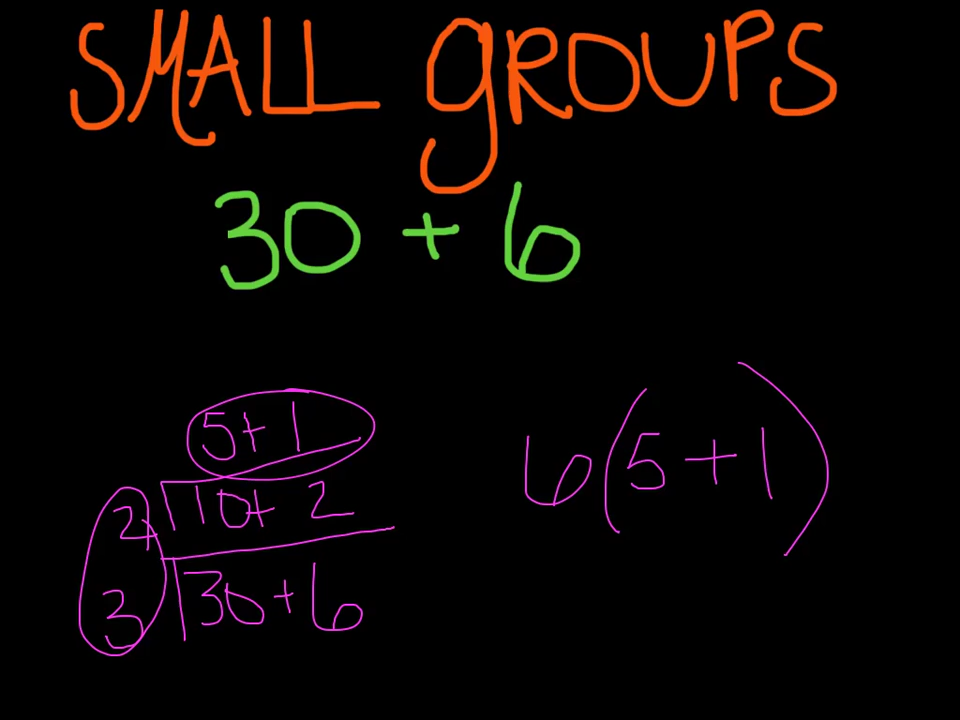 SMALL gROUPS
30 + 6
5 + 1
2 10 + 2
3 30 + 6
6(5 + 1)